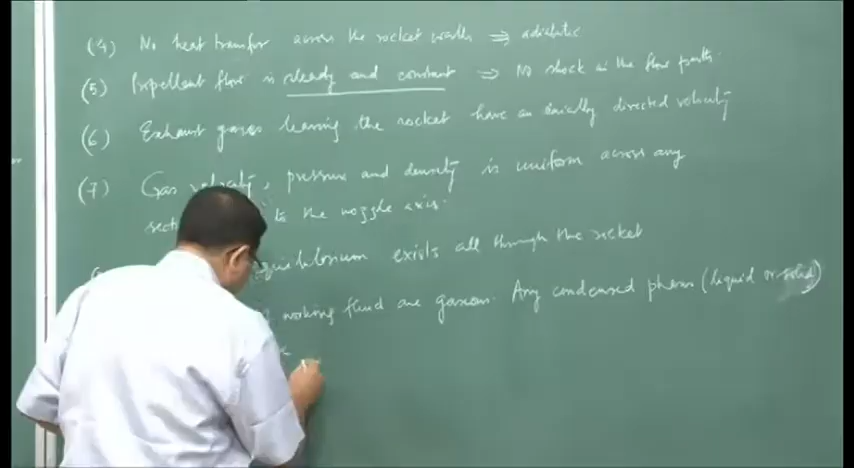 (4) No heat transfer across the rocket walls ⇒ adiabatic
(5) Propellant flow is steady and constant ⇒ No shock in the flow path.
(6) Exhaust gases leaving the rocket have an axially directed velocity
(7) Gas velocity, pressure and density is uniform across any
to the nozzle axis.
equilibrium exists all through the rocket
working fluid are gaseous. Any condensed phases (liquid or solid)